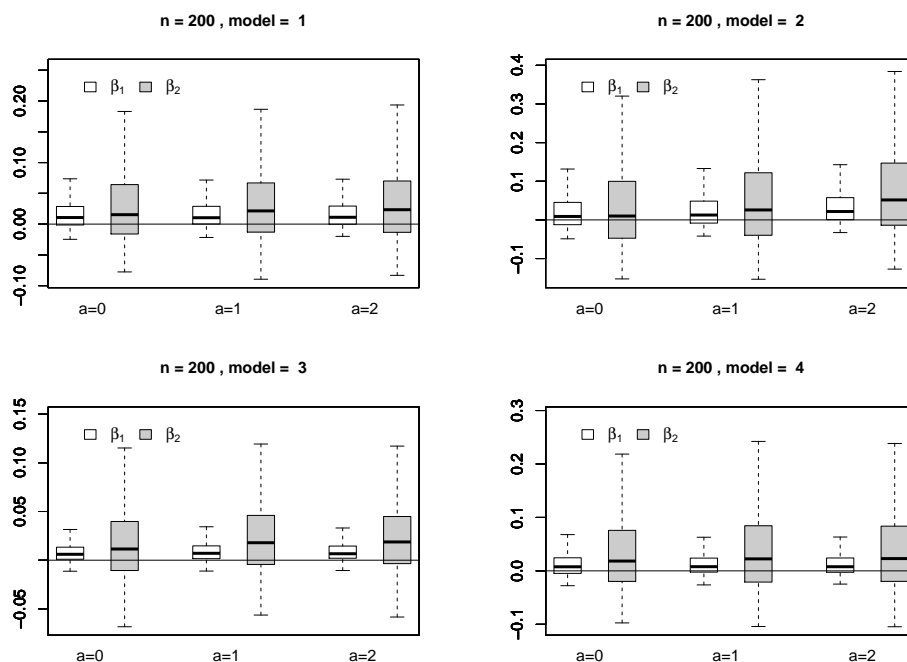 n = 200 , model = 1
0.20
0.10
0.00
−0.10
β1 β2
a=0 a=1 a=2
n = 200 , model = 2
0.4
0.3
0.2
0.1
−0.1
β1 β2
a=0 a=1 a=2
n = 200 , model = 3
0.15
0.10
0.05
−0.05
β1 β2
a=0 a=1 a=2
n = 200 , model = 4
0.3
0.2
0.1
0.0
−0.1
β1 β2
a=0 a=1 a=2